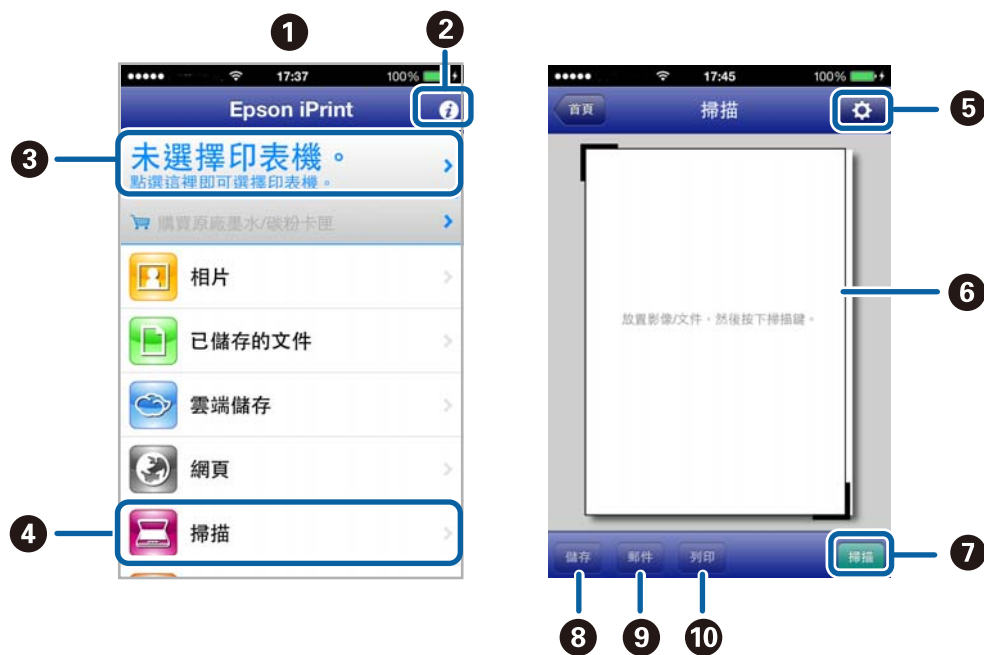 1
2
17:37
100%
Epson iPrint
3
未選擇印表機。
點選這裡即可選擇印表機。
購買原廠墨水/碳粉卡匣
相片
已儲存的文件
雲端儲存
網頁
4
掃描
17:45
100%
首頁
掃描
5
6
放置影像/文件,然後按下掃描鍵。
儲存
郵件
列印
掃描
7
8
9
10